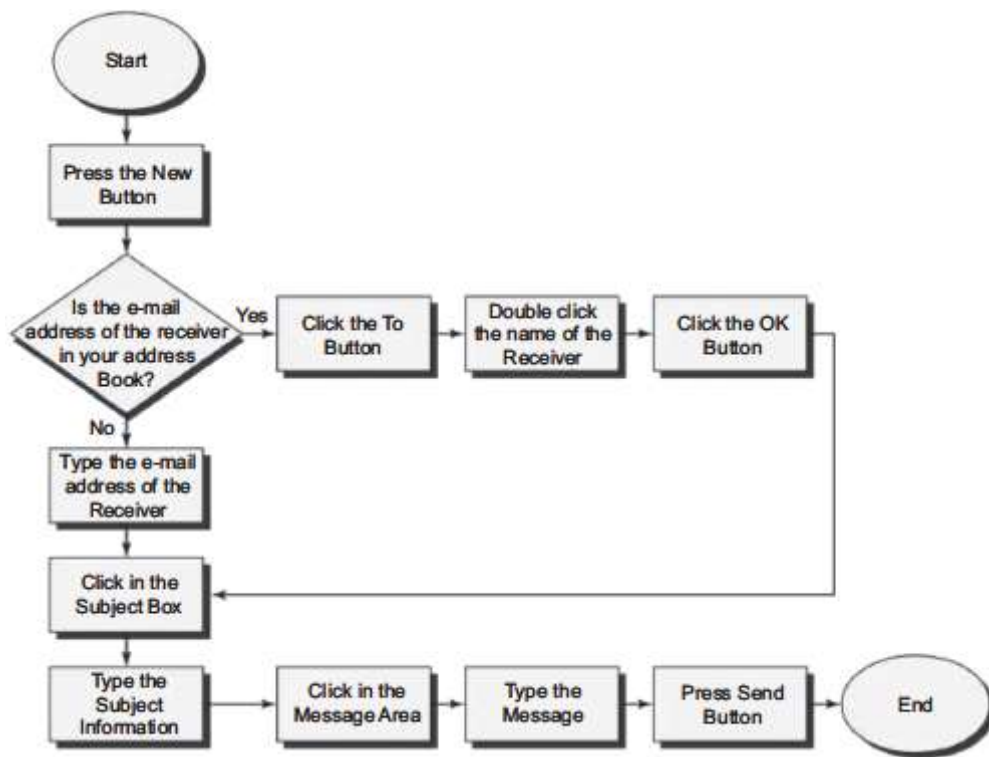 Start
Press the New
Button
Is the e-mail
address of the receiver
in your address
Book?
Yes
Click the To
Button
Double click
the name of the
Receiver
Click the OK
Button
No
Type the e-mail
address of the
Receiver
Click in the
Subject Box
Type the
Subject
Information
Click in the
Message Area
Type the
Message
Press Send
Button
End